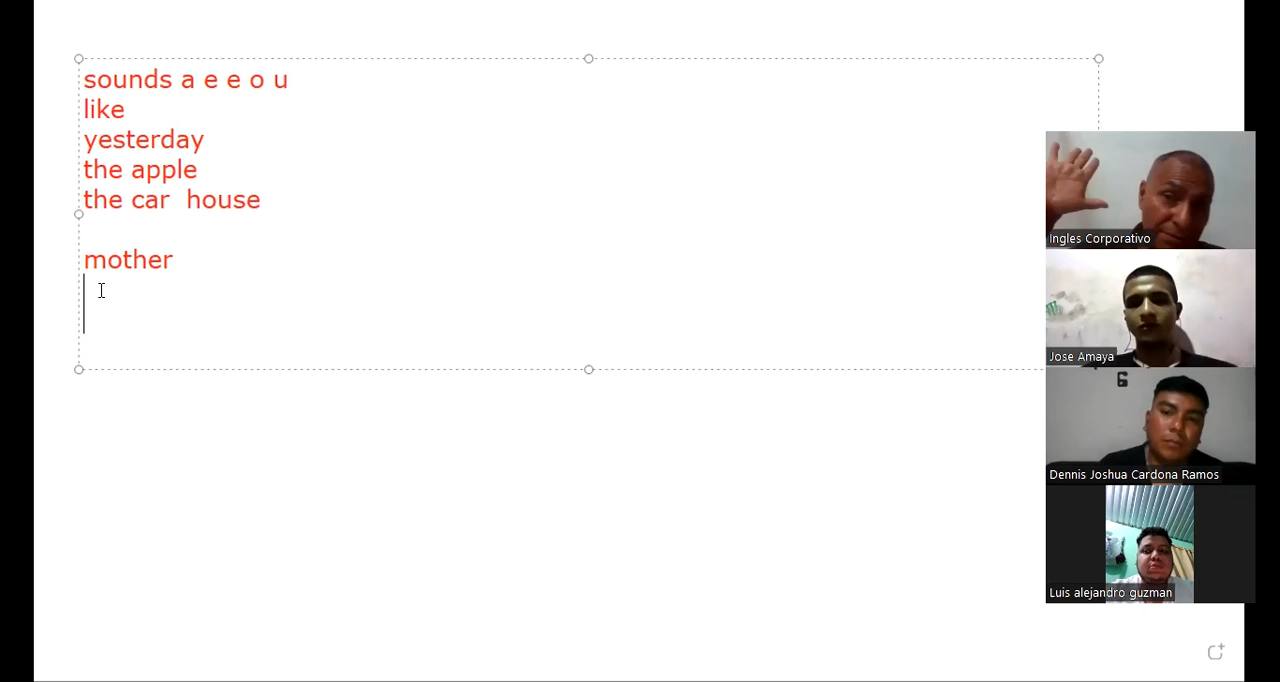 sounds a e e o u
like
yesterday
the apple
the car  house
mother
Ingles Corporativo
Jose Amaya
6
Dennis Joshua Cardona Ramos
Luis alejandro guzman